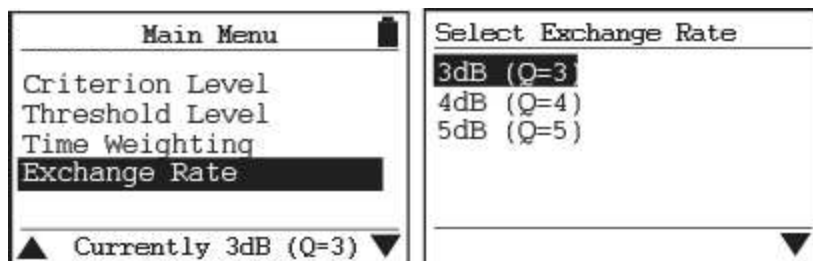 Main Menu
Criterion Level
Threshold Level
Time Weighting
Exchange Rate
Currently 3dB (Q=3)
Select Exchange Rate
3dB (Q=3)
4dB (Q=4)
5dB (Q=5)